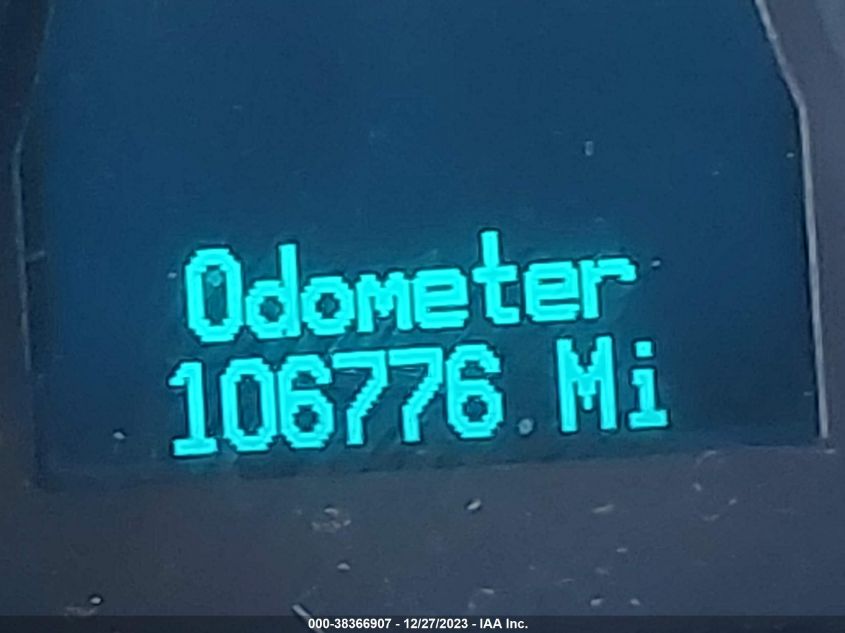 Odometer
106776 Mi
000-38366907 - 12/27/2023 - IAA Inc.